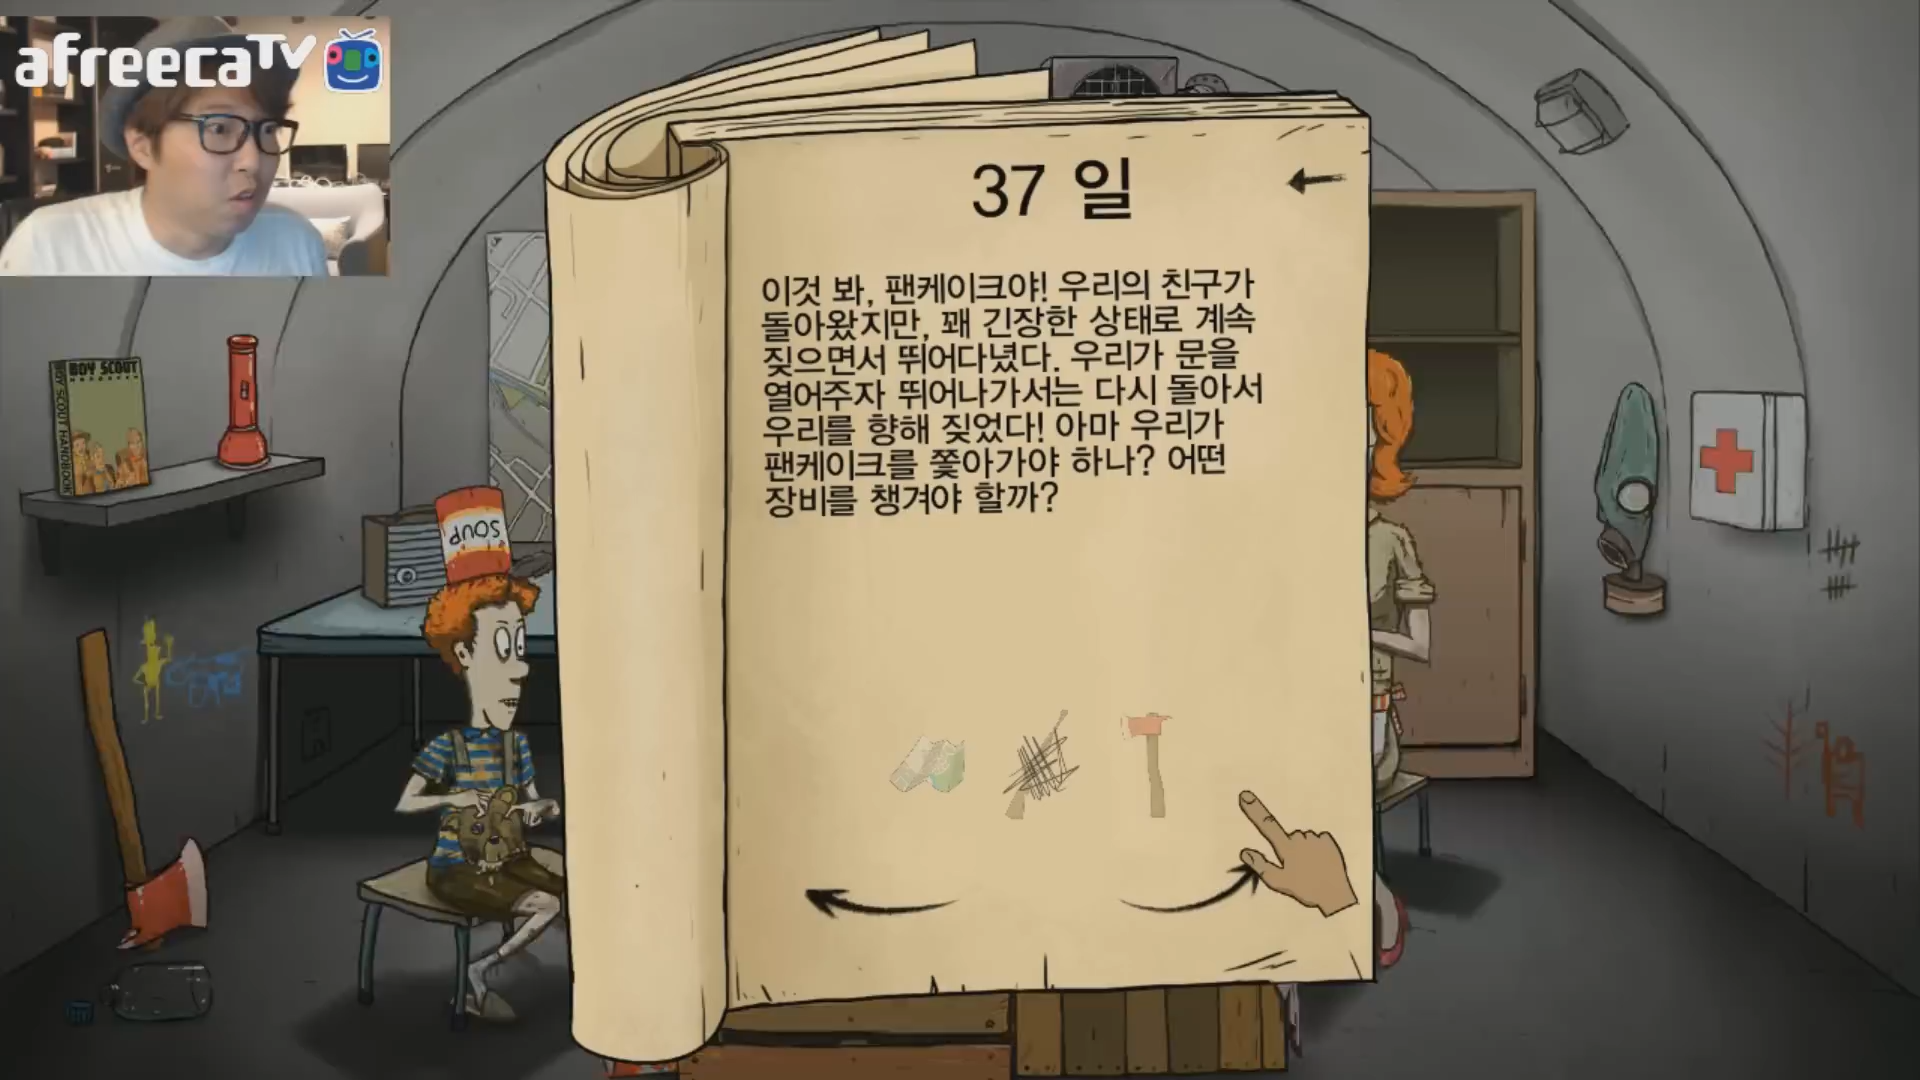 afreecaTV
37 일
이것 봐, 팬케이크야! 우리의 친구가
돌아왔지만, 꽤 긴장한 상태로 계속
짖으면서 뛰어다녔다. 우리가 문을
열어주자 뛰어나가서는 다시 돌아서
우리를 향해 짖었다! 아마 우리가
팬케이크를 쫓아가야 하나? 어떤
장비를 챙겨야 할까?
BOY SCOUT
BOY SCOUT HANDBOOK
SOUP